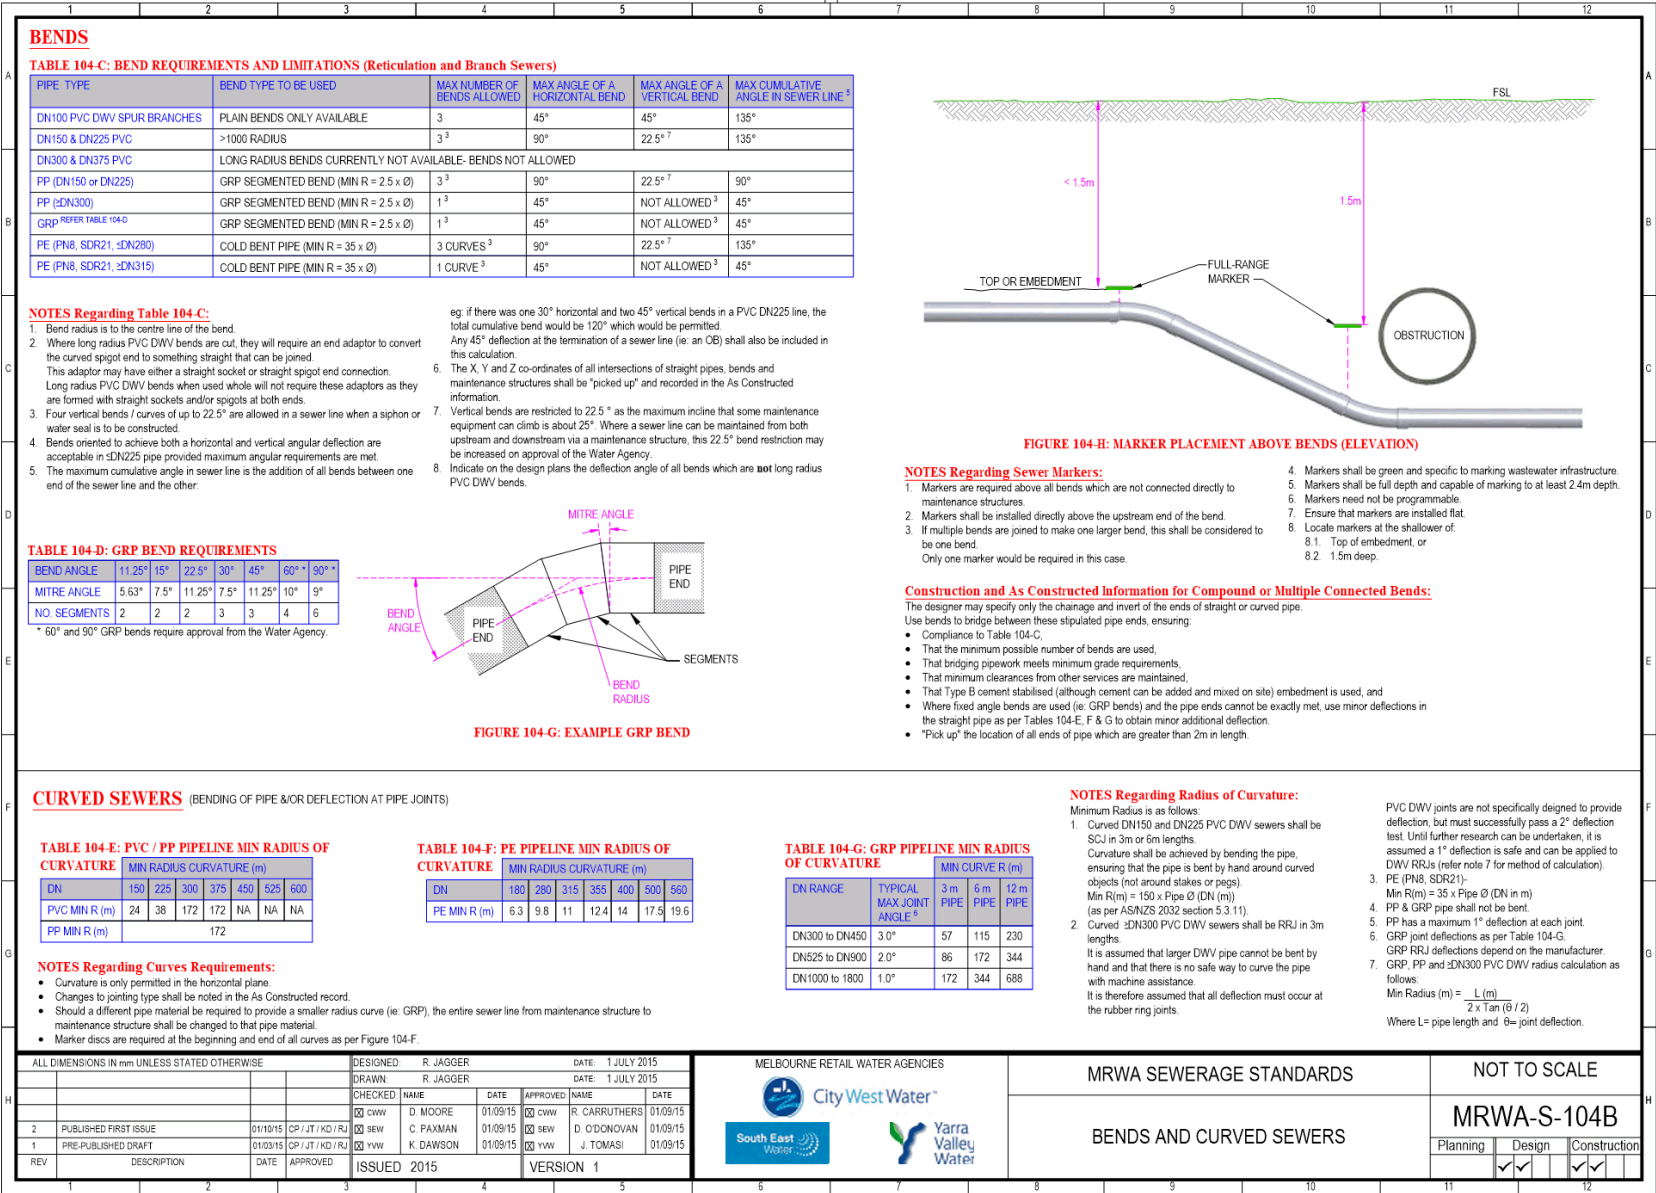 1 2 3 4 5 6 7 8 9 10 11 12
BENDS
TABLE 104-C: BEND REQUIREMENTS AND LIMITATIONS (Reticulation and Branch Sewers)
PIPE TYPE | BEND TYPE TO BE USED | MAX NUMBER OF BENDS ALLOWED | MAX ANGLE OF A HORIZONTAL BEND | MAX ANGLE OF A VERTICAL BEND | MAX CUMULATIVE ANGLE IN SEWER LINE 5
DN100 PVC DWV SPUR BRANCHES | PLAIN BENDS ONLY AVAILABLE | 3 | 45° | 45° | 135°
DN150 & DN225 PVC | >1000 RADIUS | 3 3 | 90° | 22.5° 7 | 135°
DN300 & DN375 PVC | LONG RADIUS BENDS CURRENTLY NOT AVAILABLE- BENDS NOT ALLOWED
PP (DN150 or DN225) | GRP SEGMENTED BEND (MIN R = 2.5 x Ø) | 3 3 | 90° | 22.5° 7 | 90°
PP (≥DN300) | GRP SEGMENTED BEND (MIN R = 2.5 x Ø) | 1 3 | 45° | NOT ALLOWED 3 | 45°
GRP REFER TABLE 104-D | GRP SEGMENTED BEND (MIN R = 2.5 x Ø) | 1 3 | 45° | NOT ALLOWED 3 | 45°
PE (PN8, SDR21, ≤DN280) | COLD BENT PIPE (MIN R = 35 x Ø) | 3 CURVES 3 | 90° | 22.5° 7 | 135°
PE (PN8, SDR21, ≥DN315) | COLD BENT PIPE (MIN R = 35 x Ø) | 1 CURVE 3 | 45° | NOT ALLOWED 3 | 45°
NOTES Regarding Table 104-C:
1. Bend radius is to the centre line of the bend.
2. Where long radius PVC DWV bends are cut, they will require an end adaptor to convert
the curved spigot end to something straight that can be joined.
This adaptor may have either a straight socket or straight spigot end connection.
Long radius PVC DWV bends when used whole will not require these adaptors as they
are formed with straight sockets and/or spigots at both ends.
3. Four vertical bends / curves of up to 22.5° are allowed in a sewer line when a siphon or
water seal is to be constructed.
4. Bends oriented to achieve both a horizontal and vertical angular deflection are
acceptable in ≤DN225 pipe provided maximum angular requirements are met.
5. The maximum cumulative angle in sewer line is the addition of all bends between one
end of the sewer line and the other:
eg: if there was one 30° horizontal and two 45° vertical bends in a PVC DN225 line, the
total cumulative bend would be 120° which would be permitted.
Any 45° deflection at the termination of a sewer line (ie: an OB) shall also be included in
this calculation.
6. The X, Y and Z co-ordinates of all intersections of straight pipes, bends and
maintenance structures shall be "picked up" and recorded in the As Constructed
information.
7. Vertical bends are restricted to 22.5 ° as the maximum incline that some maintenance
equipment can climb is about 25°. Where a sewer line can be maintained from both
upstream and downstream via a maintenance structure, this 22.5° bend restriction may
be increased on approval of the Water Agency.
8. Indicate on the design plans the deflection angle of all bends which are not long radius
PVC DWV bends.
TABLE 104-D: GRP BEND REQUIREMENTS
BEND ANGLE | 11.25° | 15° | 22.5° | 30° | 45° | 60° * | 90° *
MITRE ANGLE | 5.63° | 7.5° | 11.25° | 7.5° | 11.25° | 10° | 9°
NO. SEGMENTS | 2 | 2 | 2 | 3 | 3 | 4 | 6
* 60° and 90° GRP bends require approval from the Water Agency.
MITRE ANGLE
PIPE END
BEND ANGLE
PIPE END
SEGMENTS
BEND RADIUS
FIGURE 104-G: EXAMPLE GRP BEND
FSL
< 1.5m
1.5m
TOP OR EMBEDMENT
FULL-RANGE
MARKER
OBSTRUCTION
FIGURE 104-H: MARKER PLACEMENT ABOVE BENDS (ELEVATION)
NOTES Regarding Sewer Markers:
1. Markers are required above all bends which are not connected directly to
maintenance structures.
2. Markers shall be installed directly above the upstream end of the bend.
3. If multiple bends are joined to make one larger bend, this shall be considered to
be one bend.
Only one marker would be required in this case.
4. Markers shall be green and specific to marking wastewater infrastructure.
5. Markers shall be full depth and capable of marking to at least 2.4m depth.
6. Markers need not be programmable.
7. Ensure that markers are installed flat.
8. Locate markers at the shallower of:
8.1. Top of embedment, or
8.2. 1.5m deep.
Construction and As Constructed Information for Compound or Multiple Connected Bends:
The designer may specify only the chainage and invert of the ends of straight or curved pipe.
Use bends to bridge between these stipulated pipe ends, ensuring:
• Compliance to Table 104-C,
• That the minimum possible number of bends are used,
• That bridging pipework meets minimum grade requirements,
• That minimum clearances from other services are maintained,
• That Type B cement stabilised (although cement can be added and mixed on site) embedment is used, and
• Where fixed angle bends are used (ie: GRP bends) and the pipe ends cannot be exactly met, use minor deflections in
the straight pipe as per Tables 104-E, F & G to obtain minor additional deflection.
• "Pick up" the location of all ends of pipe which are greater than 2m in length.
CURVED SEWERS (BENDING OF PIPE &/OR DEFLECTION AT PIPE JOINTS)
TABLE 104-E: PVC / PP PIPELINE MIN RADIUS OF CURVATURE
MIN RADIUS CURVATURE (m)
DN | 150 | 225 | 300 | 375 | 450 | 525 | 600
PVC MIN R (m) | 24 | 38 | 172 | 172 | NA | NA | NA
PP MIN R (m) | 172
TABLE 104-F: PE PIPELINE MIN RADIUS OF CURVATURE
MIN RADIUS CURVATURE (m)
DN | 180 | 280 | 315 | 355 | 400 | 500 | 560
PE MIN R (m) | 6.3 | 9.8 | 11 | 12.4 | 14 | 17.5 | 19.6
TABLE 104-G: GRP PIPELINE MIN RADIUS OF CURVATURE
MIN CURVE R (m)
DN RANGE | TYPICAL MAX JOINT ANGLE 6 | 3 m PIPE | 6 m PIPE | 12 m PIPE
DN300 to DN450 | 3.0° | 57 | 115 | 230
DN525 to DN900 | 2.0° | 86 | 172 | 344
DN1000 to 1800 | 1.0° | 172 | 344 | 688
NOTES Regarding Curves Requirements:
• Curvature is only permitted in the horizontal plane.
• Changes to jointing type shall be noted in the As Constructed record.
• Should a different pipe material be required to provide a smaller radius curve (ie: GRP), the entire sewer line from maintenance structure to
maintenance structure shall be changed to that pipe material.
• Marker discs are required at the beginning and end of all curves as per Figure 104-F.
NOTES Regarding Radius of Curvature:
Minimum Radius is as follows:
1. Curved DN150 and DN225 PVC DWV sewers shall be
SCJ in 3m or 6m lengths.
Curvature shall be achieved by bending the pipe,
ensuring that the pipe is bent by hand around curved
objects (not around stakes or pegs).
Min R(m) = 150 x Pipe Ø (DN (m))
(as per AS/NZS 2032 section 5.3.11).
2. Curved ≥DN300 PVC DWV sewers shall be RRJ in 3m
lengths.
It is assumed that larger DWV pipe cannot be bent by
hand and that there is no safe way to curve the pipe
with machine assistance.
It is therefore assumed that all deflection must occur at
the rubber ring joints.
PVC DWV joints are not specifically deigned to provide
deflection, but must successfully pass a 2° deflection
test. Until further research can be undertaken, it is
assumed a 1° deflection is safe and can be applied to
DWV RRJs (refer note 7 for method of calculation).
3. PE (PN8, SDR21)-
Min R(m) = 35 x Pipe Ø (DN in m)
4. PP & GRP pipe shall not be bent.
5. PP has a maximum 1° deflection at each joint.
6. GRP joint deflections as per Table 104-G.
GRP RRJ deflections depend on the manufacturer.
7. GRP, PP and ≥DN300 PVC DWV radius calculation as
follows:
Min Radius (m) = L (m)
2 x Tan (θ / 2)
Where L= pipe length and θ= joint deflection.
ALL DIMENSIONS IN mm UNLESS STATED OTHERWISE
2 | PUBLISHED FIRST ISSUE | 01/10/15 | CP / JT / KD / RJ
1 | PRE-PUBLISHED DRAFT | 01/03/15 | CP / JT / KD / RJ
REV | DESCRIPTION | DATE | APPROVED
DESIGNED: R. JAGGER DATE: 1 JULY 2015
DRAWN: R. JAGGER DATE: 1 JULY 2015
CHECKED: NAME DATE APPROVED: NAME DATE
CWW D. MOORE 01/09/15 CWW R. CARRUTHERS 01/09/15
SEW C. PAXMAN 01/09/15 SEW D. O'DONOVAN 01/09/15
YVW K. DAWSON 01/09/15 YVW J. TOMASI 01/09/15
ISSUED 2015 VERSION 1
MELBOURNE RETAIL WATER AGENCIES
City West Water™
South East Water
Yarra Valley Water
MRWA SEWERAGE STANDARDS
BENDS AND CURVED SEWERS
NOT TO SCALE
MRWA-S-104B
Planning Design Construction
1 2 3 4 5 6 7 8 9 10 11 12
A B C D E F G H
A B C D E F G H